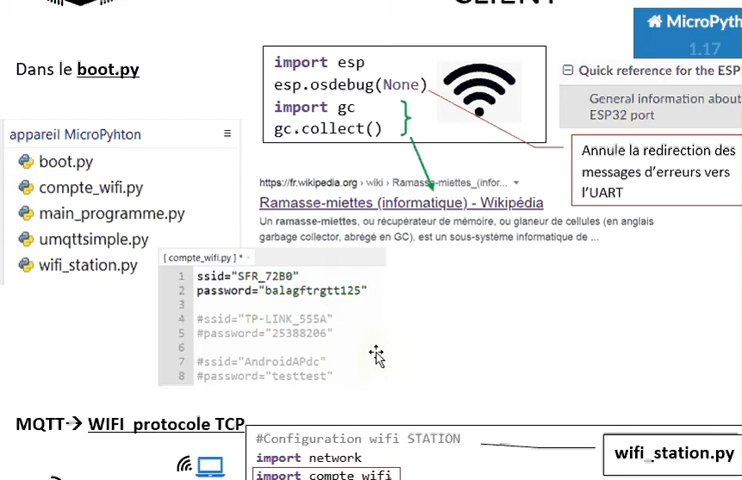 CLIENT
MicroPyth
1.17
Dans le boot.py
import esp
esp.osdebug(None)
import gc
gc.collect()
Quick reference for the ESP
General information about
ESP32 port
Annule la redirection des
messages d'erreurs vers
l'UART
appareil MicroPyhton
boot.py
compte_wifi.py
main_programme.py
umqttsimple.py
wifi_station.py
https://fr.wikipedia.org › wiki › Ramasse-miettes_(infor...
Ramasse-miettes (informatique) - Wikipédia
Un ramasse-miettes, ou récupérateur de mémoire, ou glaneur de cellules (en anglais
garbage collector, abrégé en GC), est un sous-système informatique de ...
[ compte_wifi.py ] *
1 ssid="SFR_72B0"
2 password="balagftrgtt125"
3
4 #ssid="TP-LINK_555A"
5 #password="25388206"
6
7 #ssid="AndroidAPdc"
8 #password="testtest"
MQTT→ WIFI protocole TCP
#Configuration wifi STATION
import network
import compte_wifi
wifi_station.py